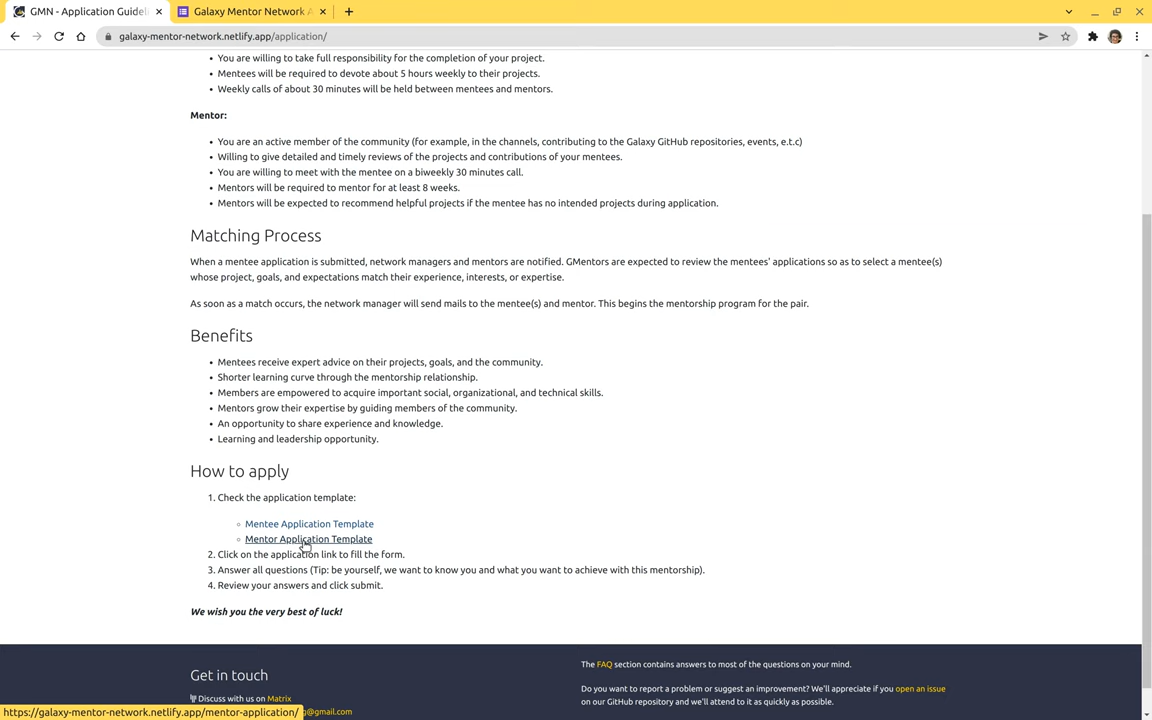 GMN - Application Guideli
Galaxy Mentor Network A
galaxy-mentor-network.netlify.app/application/
You are willing to take full responsibility for the completion of your project.
Mentees will be required to devote about 5 hours weekly to their projects.
Weekly calls of about 30 minutes will be held between mentees and mentors.
Mentor:
You are an active member of the community (for example, in the channels, contributing to the Galaxy GitHub repositories, events, e.t.c)
Willing to give detailed and timely reviews of the projects and contributions of your mentees.
You are willing to meet with the mentee on a biweekly 30 minutes call.
Mentors will be required to mentor for at least 8 weeks.
Mentors will be expected to recommend helpful projects if the mentee has no intended projects during application.
Matching Process
When a mentee application is submitted, network managers and mentors are notified. GMentors are expected to review the mentees' applications so as to select a mentee(s)
whose project, goals, and expectations match their experience, interests, or expertise.
As soon as a match occurs, the network manager will send mails to the mentee(s) and mentor. This begins the mentorship program for the pair.
Benefits
Mentees receive expert advice on their projects, goals, and the community.
Shorter learning curve through the mentorship relationship.
Members are empowered to acquire important social, organizational, and technical skills.
Mentors grow their expertise by guiding members of the community.
An opportunity to share experience and knowledge.
Learning and leadership opportunity.
How to apply
1. Check the application template:
Mentee Application Template
Mentor Application Template
2. Click on the application link to fill the form.
3. Answer all questions (Tip: be yourself, we want to know you and what you want to achieve with this mentorship).
4. Review your answers and click submit.
We wish you the very best of luck!
Get in touch
Discuss with us on Matrix
g@gmail.com
The FAQ section contains answers to most of the questions on your mind.
Do you want to report a problem or suggest an improvement? We'll appreciate if you open an issue
on our GitHub repository and we'll attend to it as quickly as possible.
https://galaxy-mentor-network.netlify.app/mentor-application/